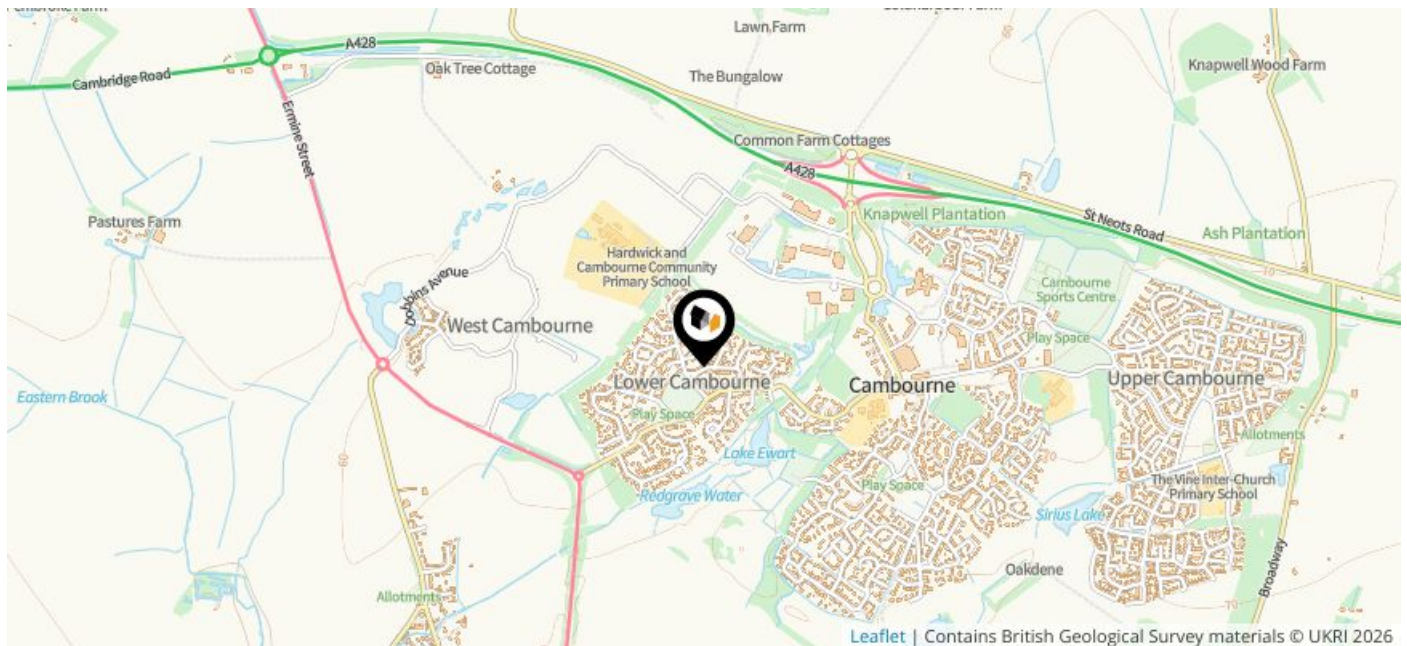 Lawn Farm
A428
Oak Tree Cottage
The Bungalow
Knapwell Wood Farm
Cambridge Road
Ermine Street
Common Farm Cottages
A428
Knapwell Plantation
St Neots Road
Ash Plantation
Pastures Farm
Hardwick and
Cambourne Community
Primary School
Cambourne
Sports Centre
Dobbins Avenue
West Cambourne
Play Space
Lower Cambourne
Cambourne
Upper Cambourne
Eastern Brook
60
Play Space
Allotments
Lake Ewart
70
Redgrave Water
Play Space
The Vine Inter-Church
Primary School
Sirius Lake
Oakdene
Broadway
Allotments
70
Leaflet | Contains British Geological Survey materials © UKRI 2026